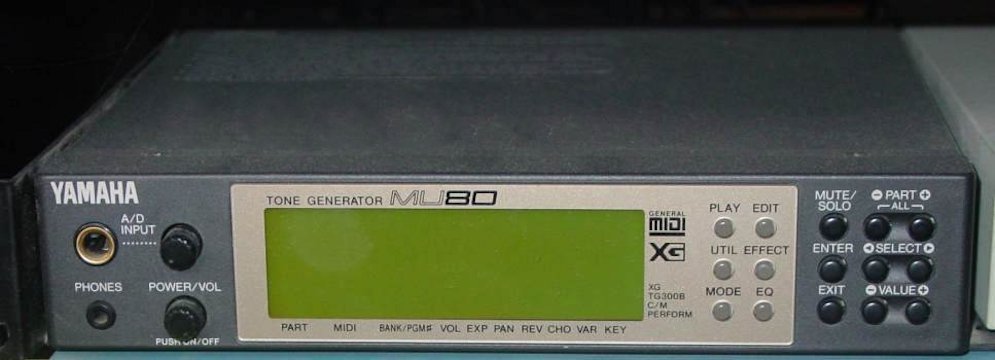 YAMAHA
A/D
INPUT
PHONES
POWER/VOL
PUSH ON/OFF
TONE GENERATOR MU80
PART MIDI BANK/PGM# VOL EXP PAN REV CHO VAR KEY
GENERAL
MIDI
XG
XG
TG300B
C/M
PERFORM
PLAY EDIT
UTIL EFFECT
MODE EQ
MUTE/
SOLO
PART
ALL
ENTER
SELECT
EXIT
VALUE